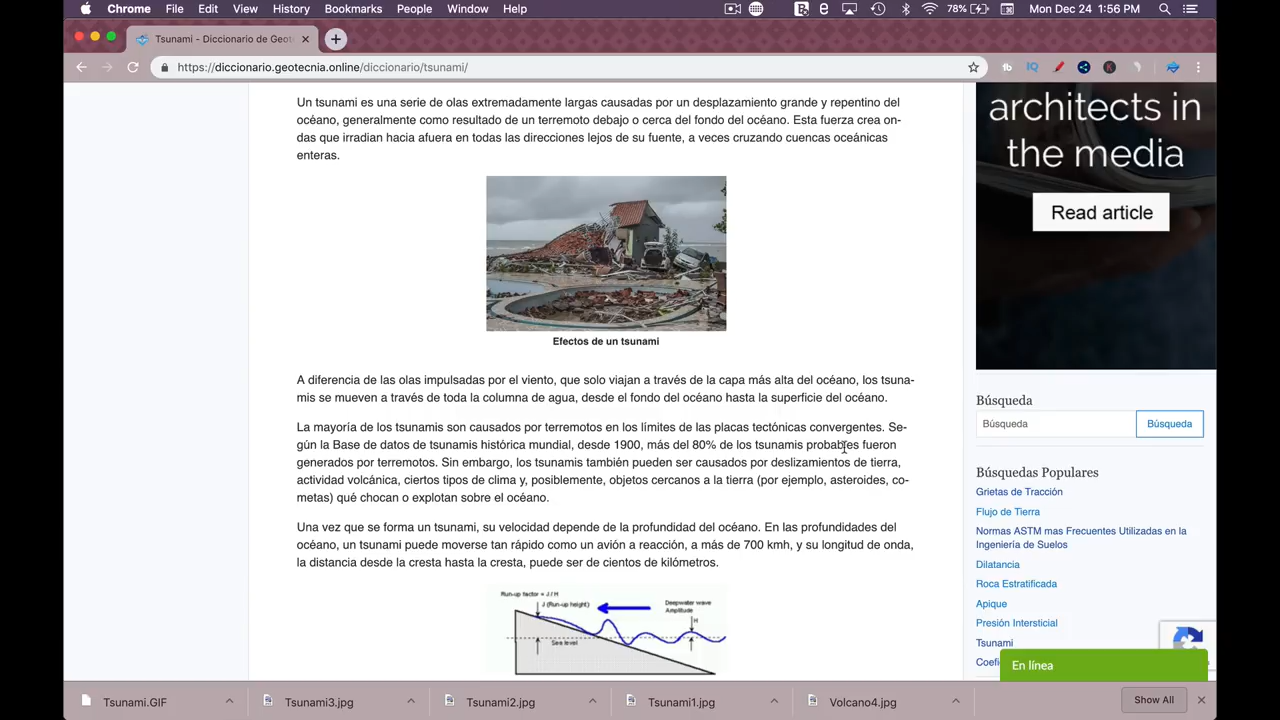 Chrome File Edit View History Bookmarks People Window Help 78% Mon Dec 24 1:56 PM
Tsunami - Diccionario de Geot
https://diccionario.geotecnia.online/diccionario/tsunami/
Un tsunami es una serie de olas extremadamente largas causadas por un desplazamiento grande y repentino del
océano, generalmente como resultado de un terremoto debajo o cerca del fondo del océano. Esta fuerza crea on-
das que irradian hacia afuera en todas las direcciones lejos de su fuente, a veces cruzando cuencas oceánicas
enteras.
Efectos de un tsunami
A diferencia de las olas impulsadas por el viento, que solo viajan a través de la capa más alta del océano, los tsuna-
mis se mueven a través de toda la columna de agua, desde el fondo del océano hasta la superficie del océano.
La mayoría de los tsunamis son causados por terremotos en los límites de las placas tectónicas convergentes. Se-
gún la Base de datos de tsunamis histórica mundial, desde 1900, más del 80% de los tsunamis probables fueron
generados por terremotos. Sin embargo, los tsunamis también pueden ser causados por deslizamientos de tierra,
actividad volcánica, ciertos tipos de clima y, posiblemente, objetos cercanos a la tierra (por ejemplo, asteroides, co-
metas) qué chocan o explotan sobre el océano.
Una vez que se forma un tsunami, su velocidad depende de la profundidad del océano. En las profundidades del
océano, un tsunami puede moverse tan rápido como un avión a reacción, a más de 700 kmh, y su longitud de onda,
la distancia desde la cresta hasta la cresta, puede ser de cientos de kilómetros.
Run-up factor = J / H
J (Run-up height)
Deepwater wave
Amplitude
H
Sea level
architects in
the media
Read article
Búsqueda
Búsqueda Búsqueda
Búsquedas Populares
Grietas de Tracción
Flujo de Tierra
Normas ASTM mas Frecuentes Utilizadas en la
Ingeniería de Suelos
Dilatancia
Roca Estratificada
Apique
Presión Intersticial
Tsunami
Coefi
En línea
Tsunami.GIF Tsunami3.jpg Tsunami2.jpg Tsunami1.jpg Volcano4.jpg Show All